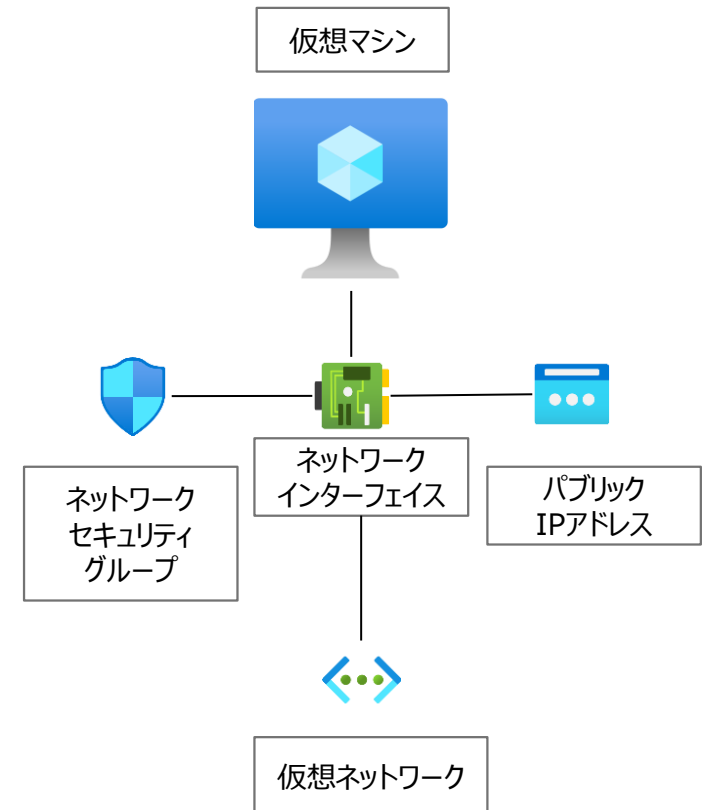 仮想マシン
ネットワーク
インターフェイス
ネットワーク
セキュリティ
グループ
パブリック
IPアドレス
仮想ネットワーク